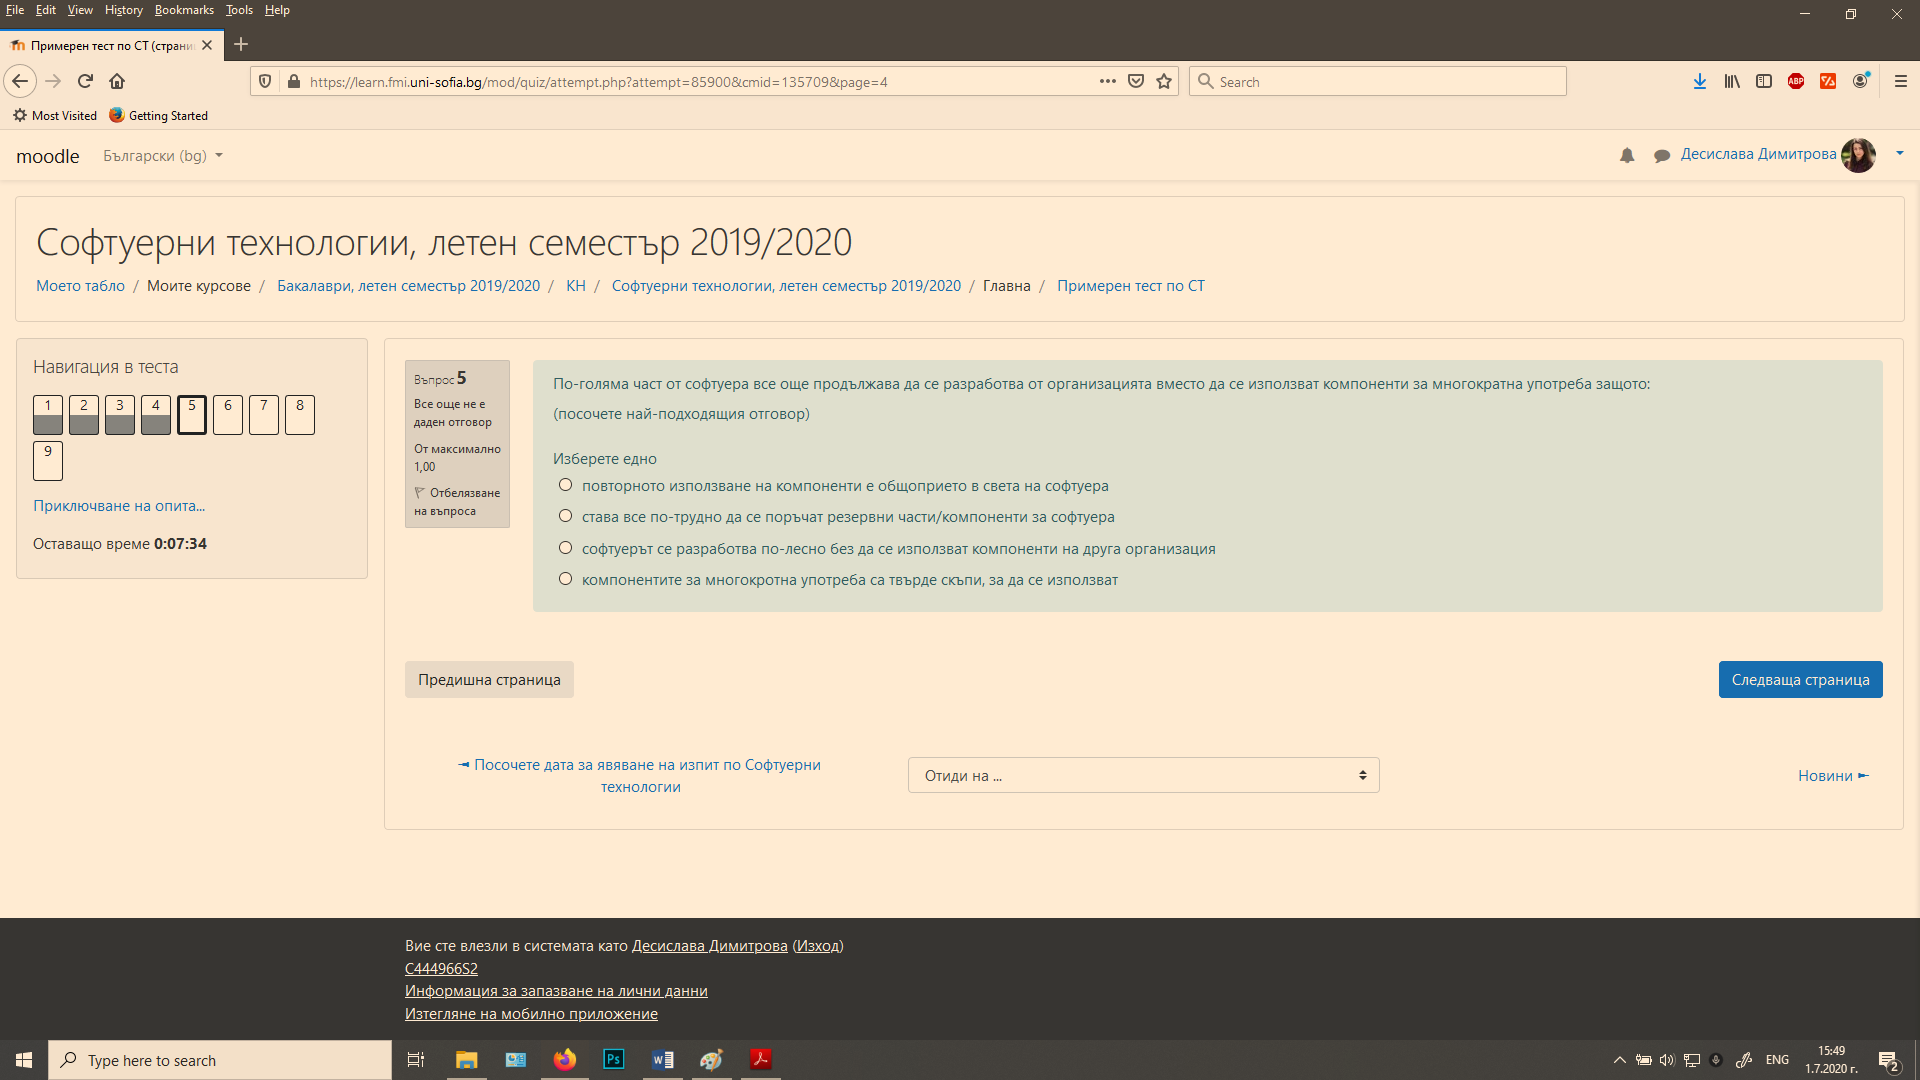 File Edit View History Bookmarks Tools Help
Примерен тест по СТ (страни
https://learn.fmi.uni-sofia.bg/mod/quiz/attempt.php?attempt=85900&cmid=135709&page=4
Search
ABP
Most Visited Getting Started
moodle Български (bg)
Десислава Димитрова
Софтуерни технологии, летен семестър 2019/2020
Моето табло / Моите курсове / Бакалаври, летен семестър 2019/2020 / КН / Софтуерни технологии, летен семестър 2019/2020 / Главна / Примерен тест по СТ
Навигация в теста
1 2 3 4 5 6 7 8
9
Приключване на опита...
Оставащо време 0:07:34
Въпрос 5
Все още не е
даден отговор
От максимално
1,00
Отбелязване
на въпроса
По-голяма част от софтуера все още продължава да се разработва от организацията вместо да се използват компоненти за многократна употреба защото:
(посочете най-подходящия отговор)
Изберете едно
повторното използване на компоненти е общоприето в света на софтуера
става все по-трудно да се поръчат резервни части/компоненти за софтуера
софтуерът се разработва по-лесно без да се използват компоненти на друга организация
компонентите за многокротна употреба са твърде скъпи, за да се използват
Предишна страница
Следваща страница
◄ Посочете дата за явяване на изпит по Софтуерни
технологии
Отиди на ...
Новини ►
Вие сте влезли в системата като Десислава Димитрова (Изход)
С444966S2
Информация за запазване на лични данни
Изтегляне на мобилно приложение
Type here to search
Ps
ENG
15:49
1.7.2020 г.
2